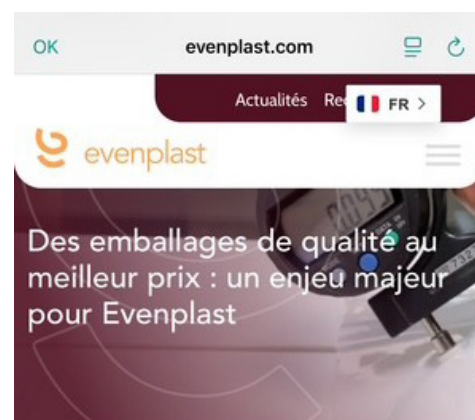 OK evenplast.com
Actualités
FR >
evenplast
Des emballages de qualité au
meilleur prix : un enjeu majeur
pour Evenplast